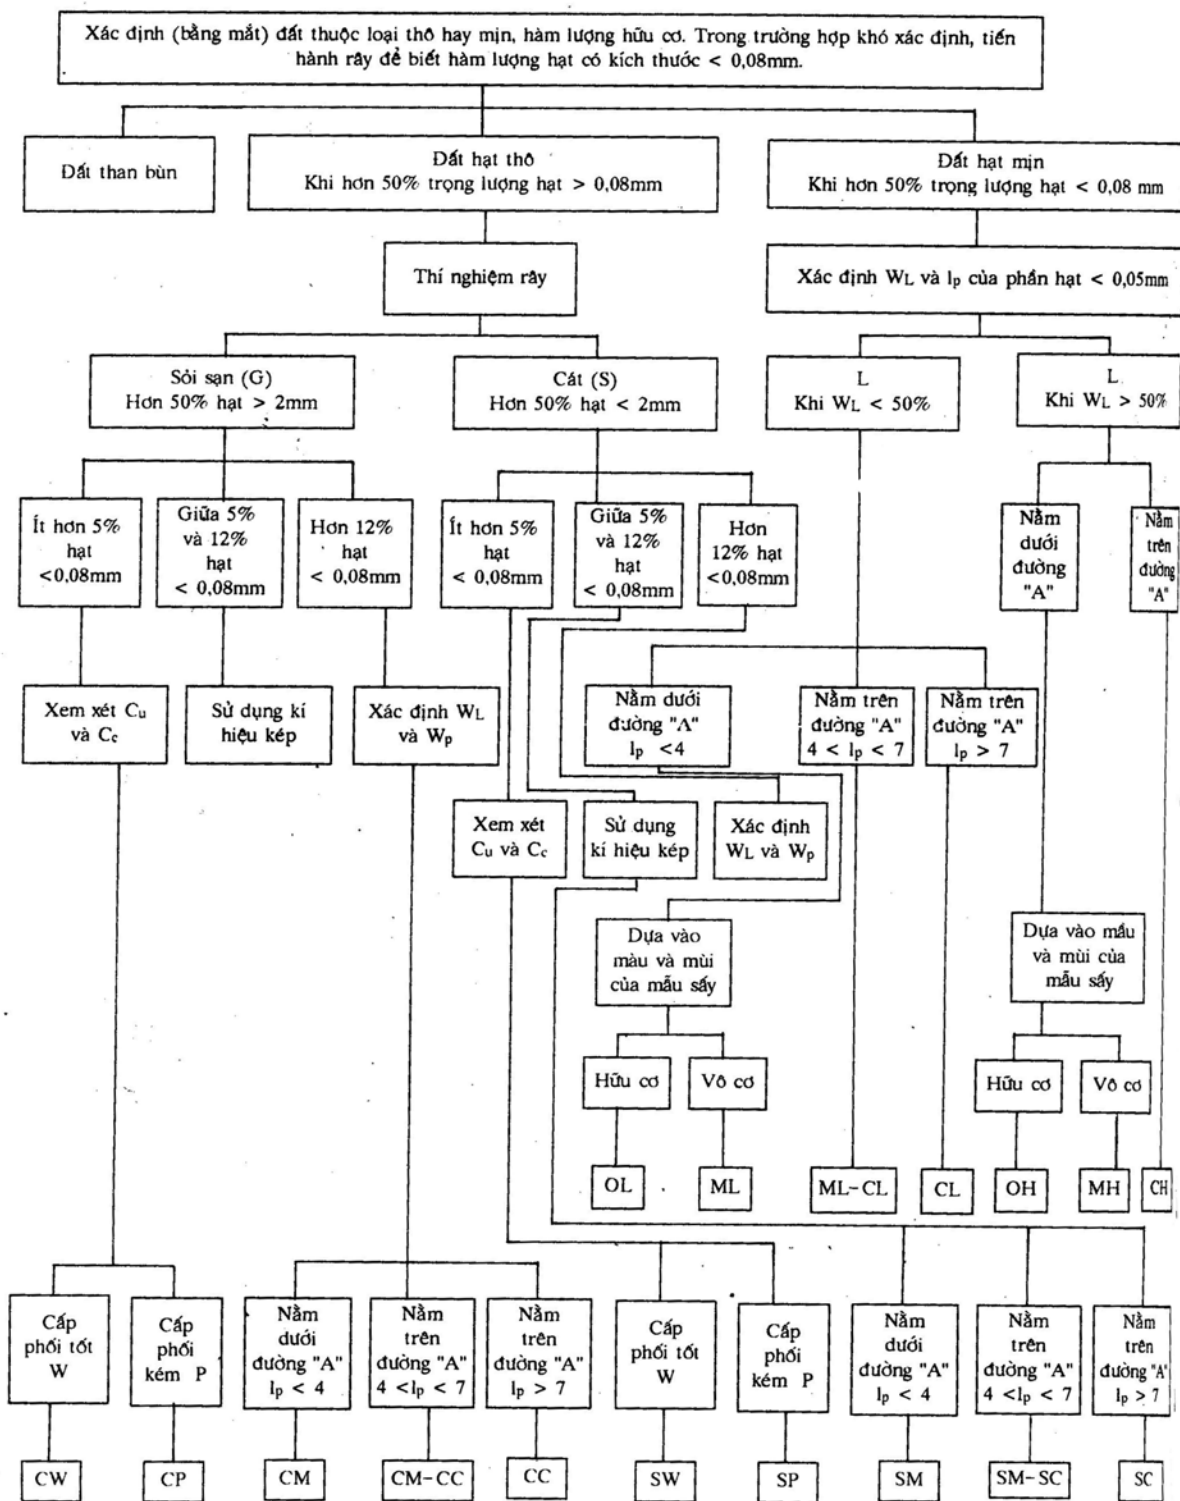 Xác định (bằng mắt) đất thuộc loại thô hay mịn, hàm lượng hữu cơ. Trong trường hợp khó xác định, tiến
hành rây để biết hàm lượng hạt có kích thước < 0,08mm.
Đất than bùn
Đất hạt thô
Khi hơn 50% trọng lượng hạt > 0,08mm
Đất hạt mịn
Khi hơn 50% trọng lượng hạt < 0,08 mm
Thí nghiệm rây
Xác định WL và Ip của phần hạt < 0,05mm
Sỏi sạn (G)
Hơn 50% hạt > 2mm
Cát (S)
Hơn 50% hạt < 2mm
L
Khi WL < 50%
L
Khi WL > 50%
Ít hơn 5%
hạt
<0,08mm
Giữa 5%
và 12%
hạt
< 0,08mm
Hơn 12%
hạt
< 0,08mm
Ít hơn 5%
hạt
< 0,08mm
Giữa 5%
và 12%
hạt
< 0,08mm
Hơn
12% hạt
<0,08mm
Nằm
dưới
đường
"A"
Nằm
trên
đường
"A"
Xem xét Cu
và Cc
Sử dụng kí
hiệu kép
Xác định WL
và Wp
Nằm dưới
đường "A"
Ip <4
Nằm trên
đường "A"
4 < Ip < 7
Nằm trên
đường "A"
Ip > 7
Xem xét
Cu và Cc
Sử dụng
kí hiệu kép
Xác định
WL và Wp
Dựa vào
màu và mùi
của mẫu sấy
Dựa vào mầu
và mùi của
mẫu sấy
Hữu cơ
Vô cơ
Hữu cơ
Vô cơ
OL
ML
ML-CL
CL
OH
MH
CH
Cấp
phối tốt
W
Cấp
phối
kém P
Nằm
dưới
đường "A"
Ip < 4
Nằm
trên
đường "A"
4 <Ip < 7
Nằm
trên
đường "A"
Ip > 7
Cấp
phối tốt
W
Cấp
phối
kém P
Nằm
dưới
đường "A"
Ip < 4
Nằm
trên
đường "A"
4 <Ip < 7
Nằm
trên
đường "A"
Ip > 7
CW
CP
CM
CM-CC
CC
SW
SP
SM
SM-SC
SC